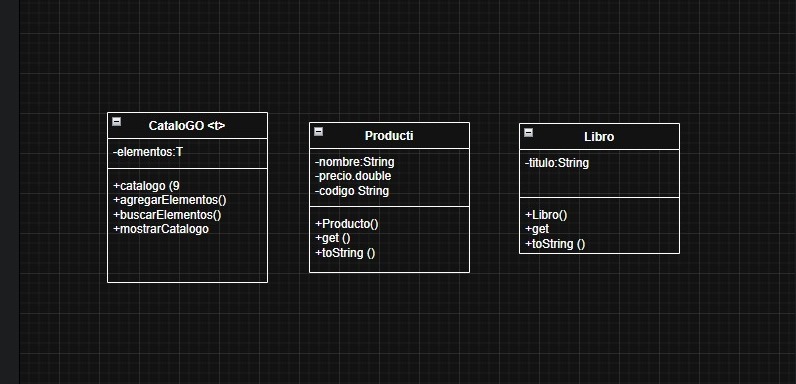 CataloGO <t>
-elementos:T
+catalogo (9
+agregarElementos()
+buscarElementos()
+mostrarCatalogo
Producti
-nombre:String
-precio.double
-codigo String
+Producto()
+get ()
+toString ()
Libro
-titulo:String
+Libro()
+get
+toString ()